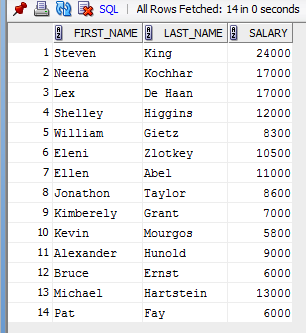 SQL | All Rows Fetched: 14 in 0 seconds
FIRST_NAME LAST_NAME SALARY
1 Steven King 24000
2 Neena Kochhar 17000
3 Lex De Haan 17000
4 Shelley Higgins 12000
5 William Gietz 8300
6 Eleni Zlotkey 10500
7 Ellen Abel 11000
8 Jonathon Taylor 8600
9 Kimberely Grant 7000
10 Kevin Mourgos 5800
11 Alexander Hunold 9000
12 Bruce Ernst 6000
13 Michael Hartstein 13000
14 Pat Fay 6000